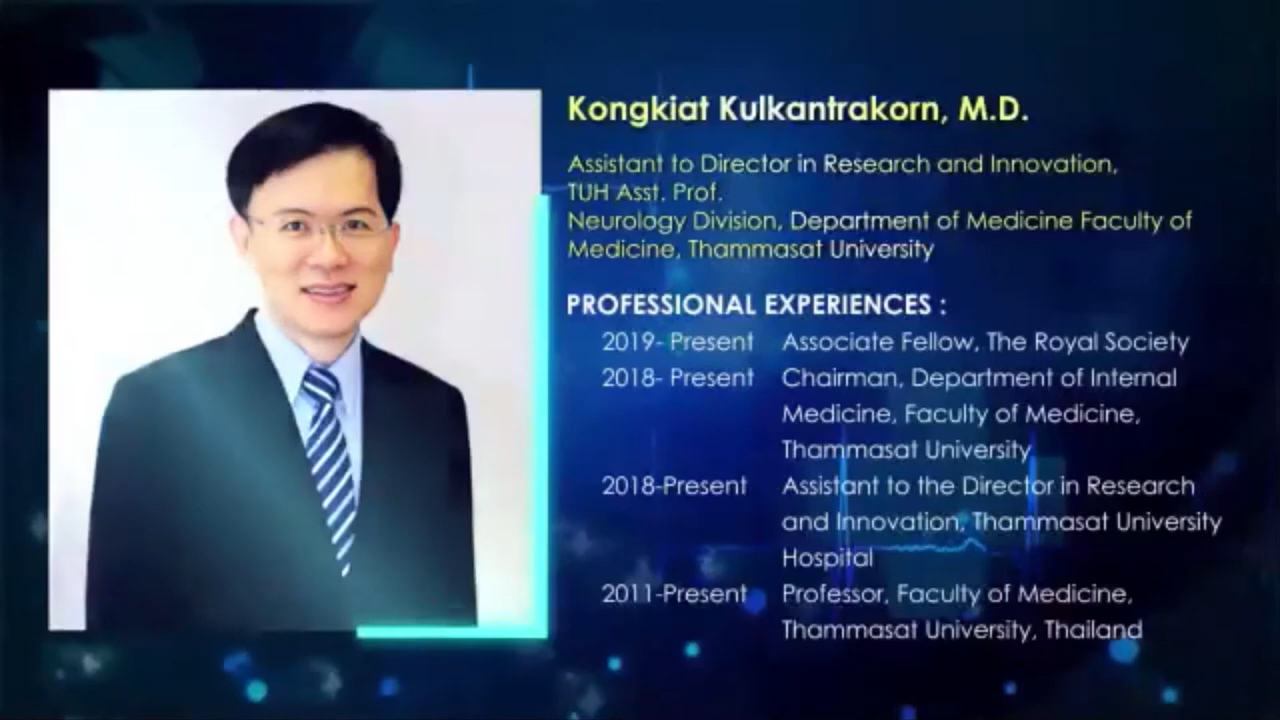 Kongkiat Kulkantrakorn, M.D.
Assistant to Director in Research and Innovation,
TUH Asst. Prof.
Neurology Division, Department of Medicine Faculty of
Medicine, Thammasat University
PROFESSIONAL EXPERIENCES :
2019- Present Associate Fellow, The Royal Society
2018- Present Chairman, Department of Internal
Medicine, Faculty of Medicine,
Thammasat University
2018-Present Assistant to the Director in Research
and Innovation, Thammasat University
Hospital
2011-Present Professor, Faculty of Medicine,
Thammasat University, Thailand